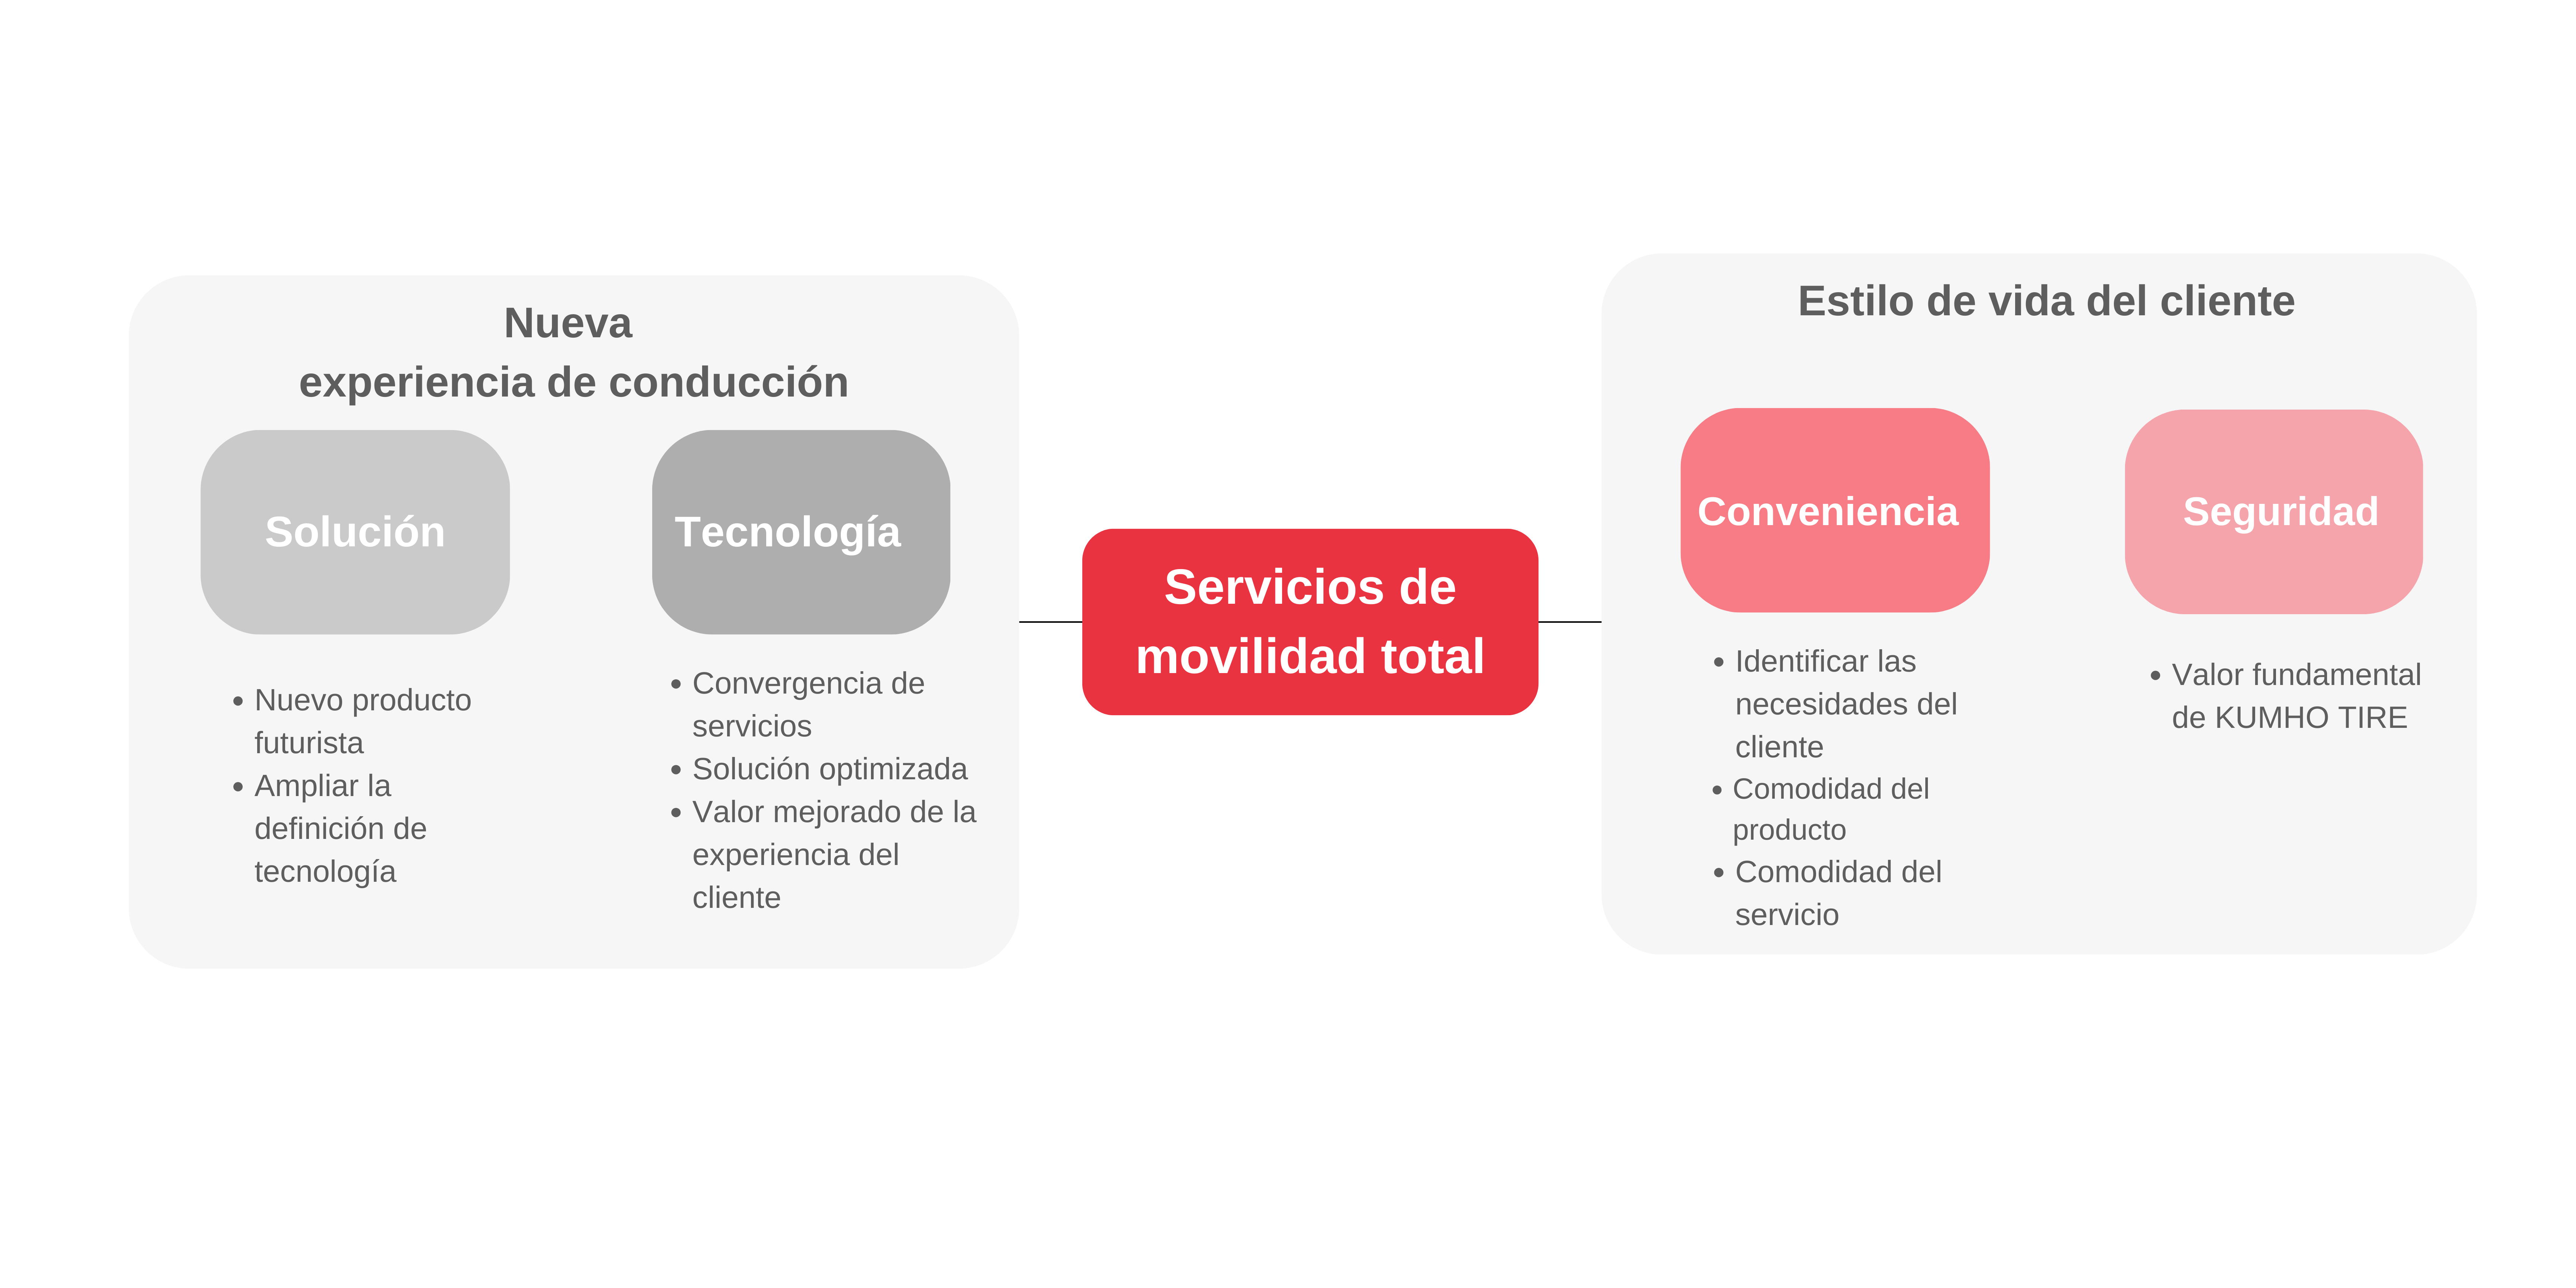 Nueva
experiencia de conducción
Solución
Tecnología
• Nuevo producto
futurista
• Ampliar la
definición de
tecnología
• Convergencia de
servicios
• Solución optimizada
• Valor mejorado de la
experiencia del
cliente
Servicios de
movilidad total
Estilo de vida del cliente
Conveniencia
Seguridad
• Identificar las
necesidades del
cliente
• Comodidad del
producto
• Comodidad del
servicio
• Valor fundamental
de KUMHO TIRE